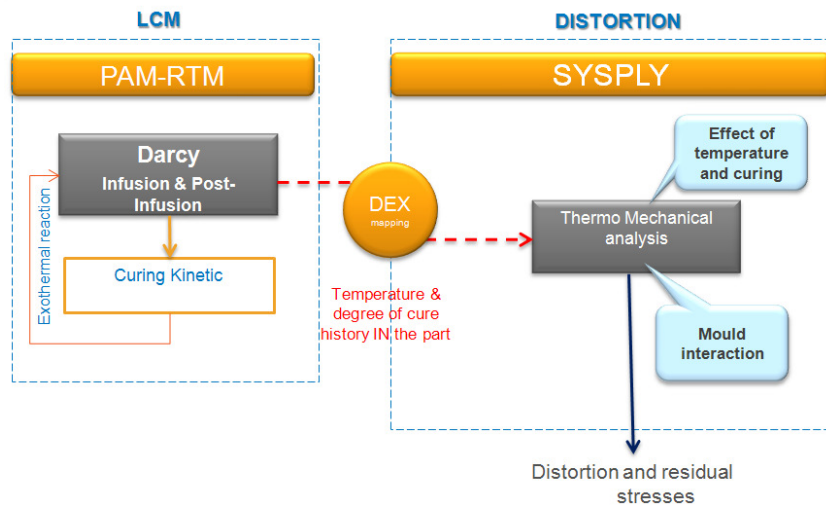 LCM
PAM-RTM
Darcy
Infusion & Post-
Infusion
Curing Kinetic
Exothermal reaction
DEX
mapping
Temperature &
degree of cure
history IN the part
DISTORTION
SYSPLY
Effect of
temperature
and curing
Thermo Mechanical
analysis
Mould
interaction
Distortion and residual
stresses